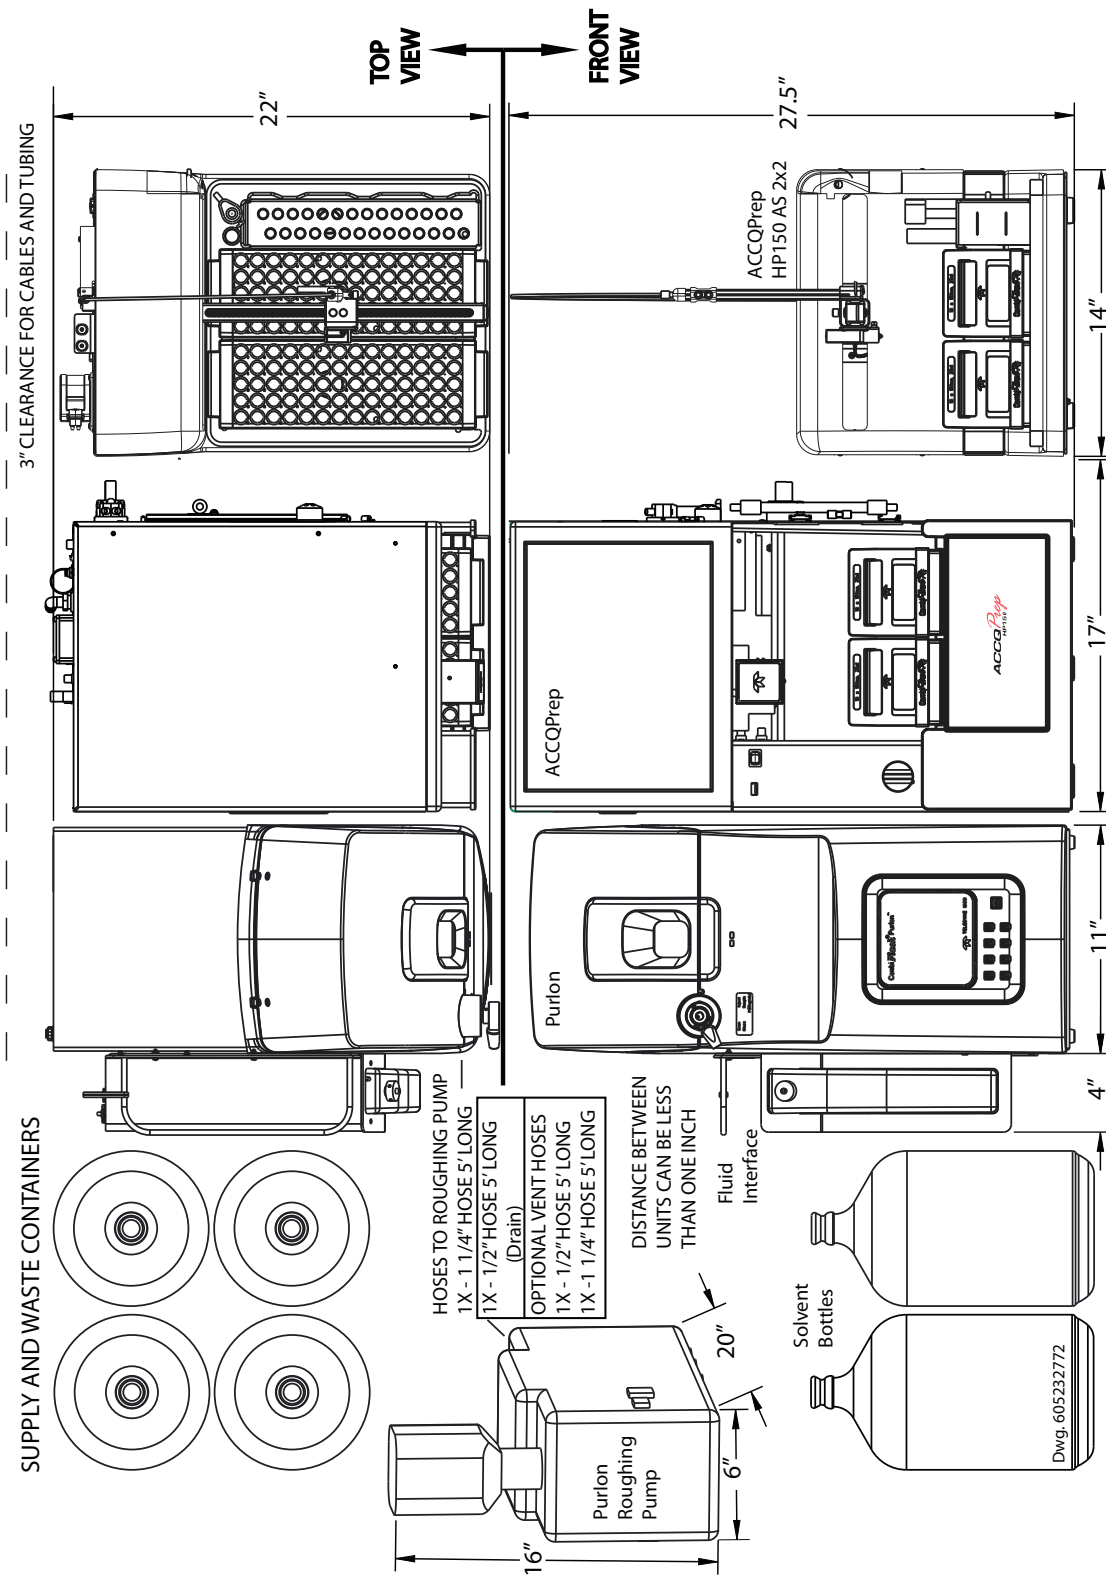 SUPPLY AND WASTE CONTAINERS
3” CLEARANCE FOR CABLES AND TUBING
22”
TOP
VIEW
FRONT
VIEW
HOSES TO ROUGHING PUMP
1X - 1 1/4” HOSE 5’ LONG
1X - 1/2” HOSE 5’ LONG
(Drain)
OPTIONAL VENT HOSES
1X - 1/2” HOSE 5’ LONG
1X -1 1/4” HOSE 5’ LONG
16”
Purlon
Roughing
Pump
6”
20”
DISTANCE BETWEEN
UNITS CAN BE LESS
THAN ONE INCH
Fluid
Interface
Solvent
Bottles
Dwg. 605232772
Purlon
CombiFlash Purlon
ACCQPrep
ACCQPrep
HP150
ACCQPrep
HP150 AS 2x2
27.5”
4”
11”
17”
14”